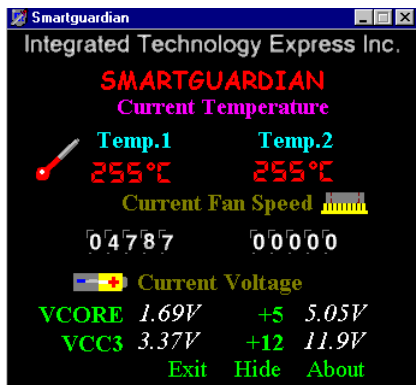 Smartguardian
Integrated Technology Express Inc.
SMARTGUARDIAN
Current Temperature
Temp.1 Temp.2
255°C 255°C
Current Fan Speed
04787 00000
Current Voltage
VCORE 1.69V +5 5.05V
VCC3 3.37V +12 11.9V
Exit Hide About